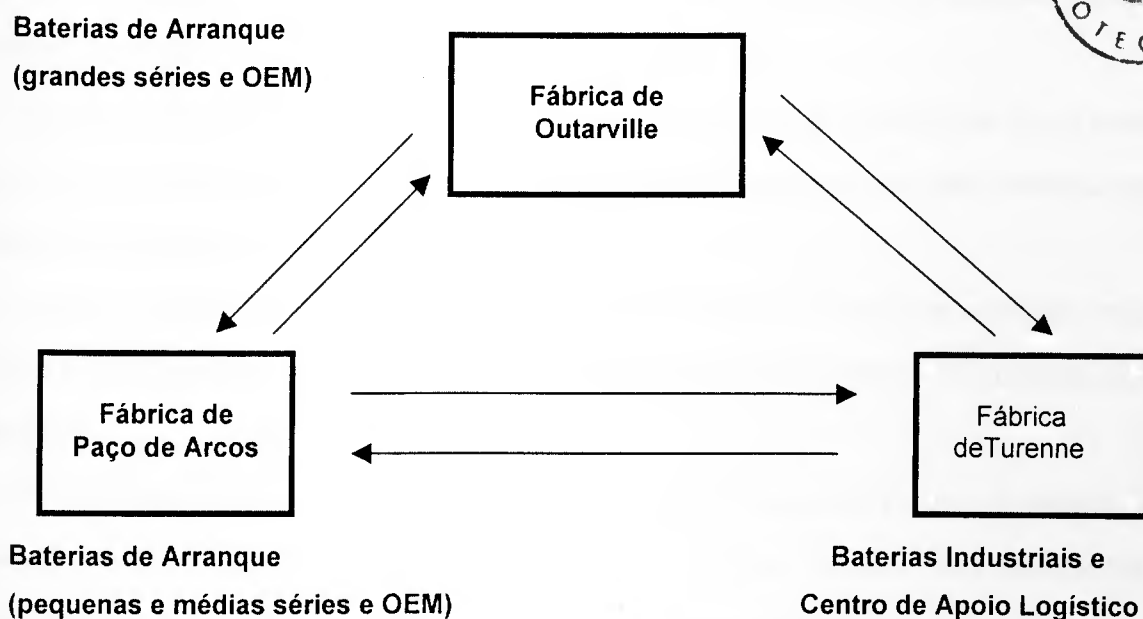 Baterias de Arranque
(grandes séries e OEM)
Fábrica de
Outarville
Fábrica de
Paço de Arcos
Fábrica
deTurenne
Baterias de Arranque
(pequenas e médias séries e OEM)
Baterias Industriais e
Centro de Apoio Logístico